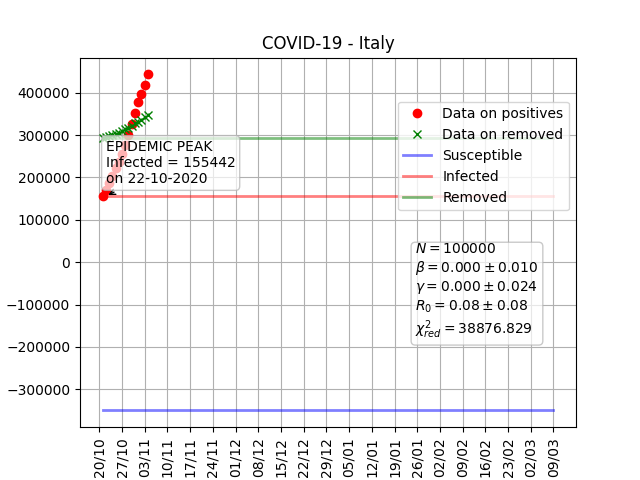 COVID-19 - Italy
400000
300000
200000
100000
0
−100000
−200000
−300000
Data on positives
Data on removed
Susceptible
Infected
Removed
EPIDEMIC PEAK
Infected = 155442
on 22-10-2020
N = 100000
β = 0.000 ± 0.010
γ = 0.000 ± 0.024
R₀ = 0.08 ± 0.08
χ²red = 38876.829
20/10
27/10
03/11
10/11
17/11
24/11
01/12
08/12
15/12
22/12
29/12
05/01
12/01
19/01
26/01
02/02
09/02
16/02
23/02
02/03
09/03